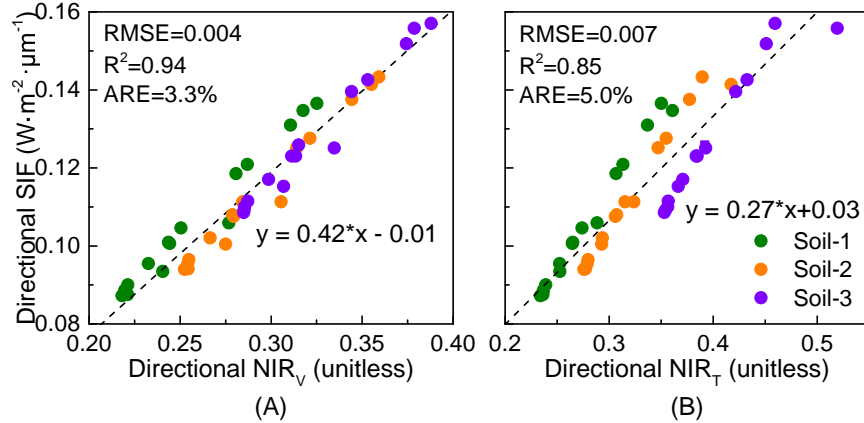 RMSE=0.004
R²=0.94
ARE=3.3%
y = 0.42*x - 0.01
0.16
0.14
0.12
0.10
0.08
Directional SIF (W·m⁻²·μm⁻¹)
0.20 0.25 0.30 0.35 0.40
Directional NIR_V (unitless)
(A)
RMSE=0.007
R²=0.85
ARE=5.0%
y = 0.27*x+0.03
Soil-1
Soil-2
Soil-3
0.2 0.3 0.4 0.5
Directional NIR_T (unitless)
(B)